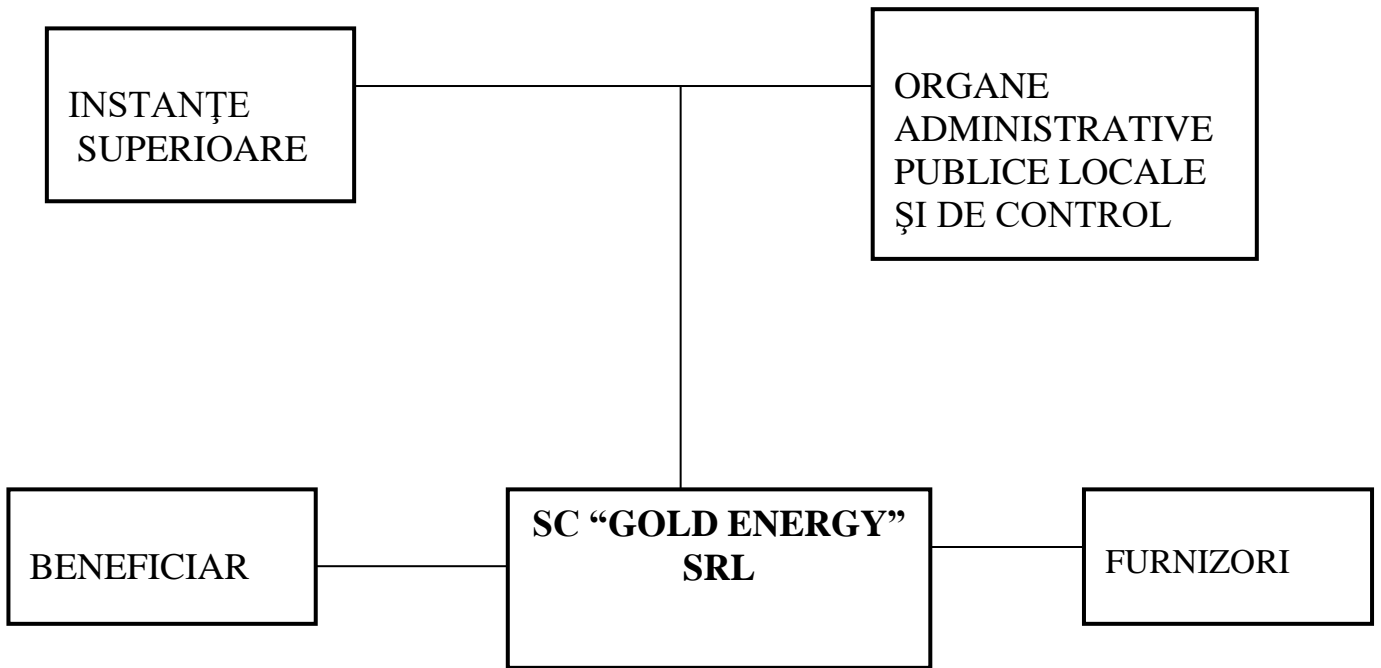 INSTANŢE
SUPERIOARE
ORGANE
ADMINISTRATIVE
PUBLICE LOCALE
ŞI DE CONTROL
BENEFICIAR
SC “GOLD ENERGY”
SRL
FURNIZORI